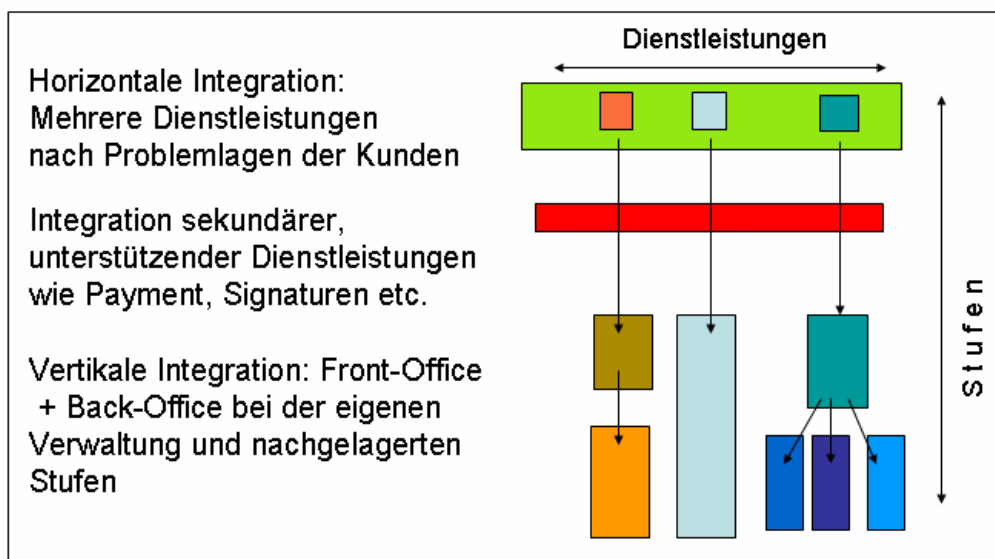 Dienstleistungen
Horizontale Integration:
Mehrere Dienstleistungen
nach Problemlagen der Kunden
Integration sekundärer,
unterstützender Dienstleistungen
wie Payment, Signaturen etc.
Vertikale Integration: Front-Office
+ Back-Office bei der eigenen
Verwaltung und nachgelagerten
Stufen
Stufen